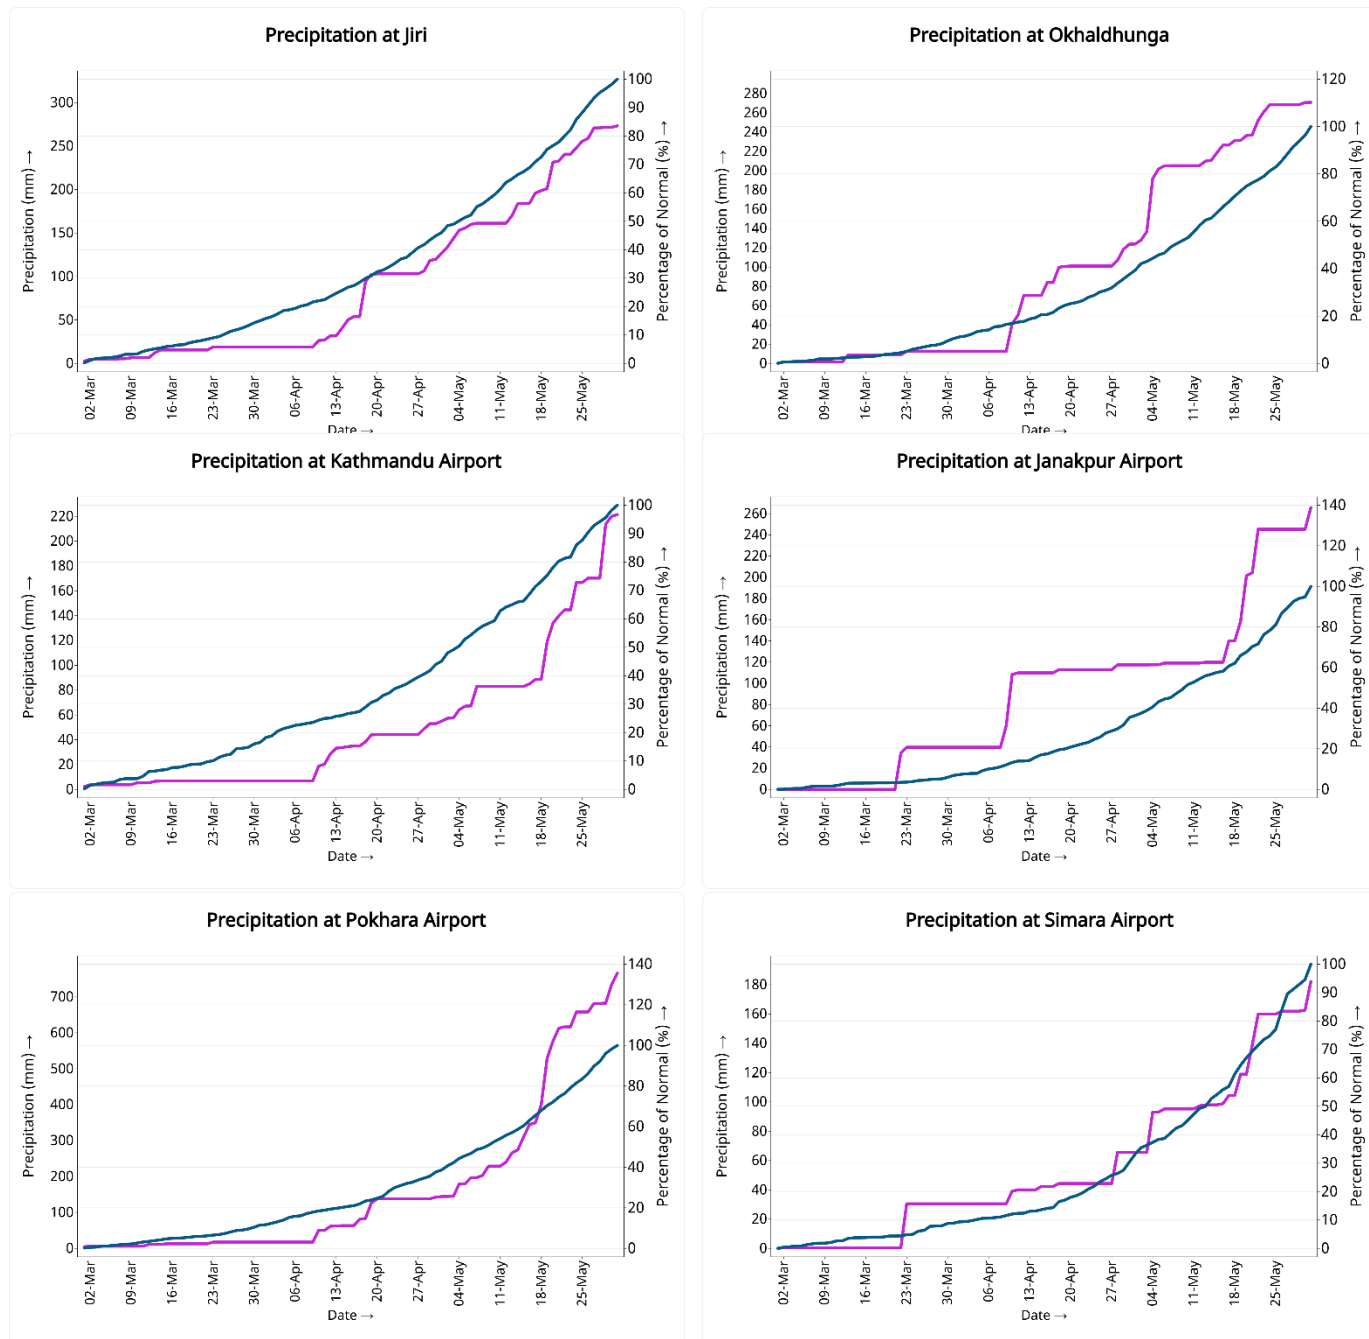 Precipitation at Jiri
Precipitation (mm) →
300
250
200
150
100
50
0
100
90
80
70
60
50
40
30
20
10
0
Percentage of Normal (%) →
02-Mar
09-Mar
16-Mar
23-Mar
30-Mar
06-Apr
13-Apr
20-Apr
27-Apr
04-May
11-May
18-May
25-May
Date →
Precipitation at Okhaldhunga
Precipitation (mm) →
280
260
240
220
200
180
160
140
120
100
80
60
40
20
0
120
100
80
60
40
20
0
Percentage of Normal (%) →
02-Mar
09-Mar
16-Mar
23-Mar
30-Mar
06-Apr
13-Apr
20-Apr
27-Apr
04-May
11-May
18-May
25-May
Date →
Precipitation at Kathmandu Airport
Precipitation (mm) →
220
200
180
160
140
120
100
80
60
40
20
0
100
90
80
70
60
50
40
30
20
10
0
Percentage of Normal (%) →
02-Mar
09-Mar
16-Mar
23-Mar
30-Mar
06-Apr
13-Apr
20-Apr
27-Apr
04-May
11-May
18-May
25-May
Date →
Precipitation at Janakpur Airport
Precipitation (mm) →
260
240
220
200
180
160
140
120
100
80
60
40
20
0
140
120
100
80
60
40
20
0
Percentage of Normal (%) →
02-Mar
09-Mar
16-Mar
23-Mar
30-Mar
06-Apr
13-Apr
20-Apr
27-Apr
04-May
11-May
18-May
25-May
Date →
Precipitation at Pokhara Airport
Precipitation (mm) →
700
600
500
400
300
200
100
0
140
120
100
80
60
40
20
0
Percentage of Normal (%) →
02-Mar
09-Mar
16-Mar
23-Mar
30-Mar
06-Apr
13-Apr
20-Apr
27-Apr
04-May
11-May
18-May
25-May
Date →
Precipitation at Simara Airport
Precipitation (mm) →
180
160
140
120
100
80
60
40
20
0
100
90
80
70
60
50
40
30
20
10
0
Percentage of Normal (%) →
02-Mar
09-Mar
16-Mar
23-Mar
30-Mar
06-Apr
13-Apr
20-Apr
27-Apr
04-May
11-May
18-May
25-May
Date →